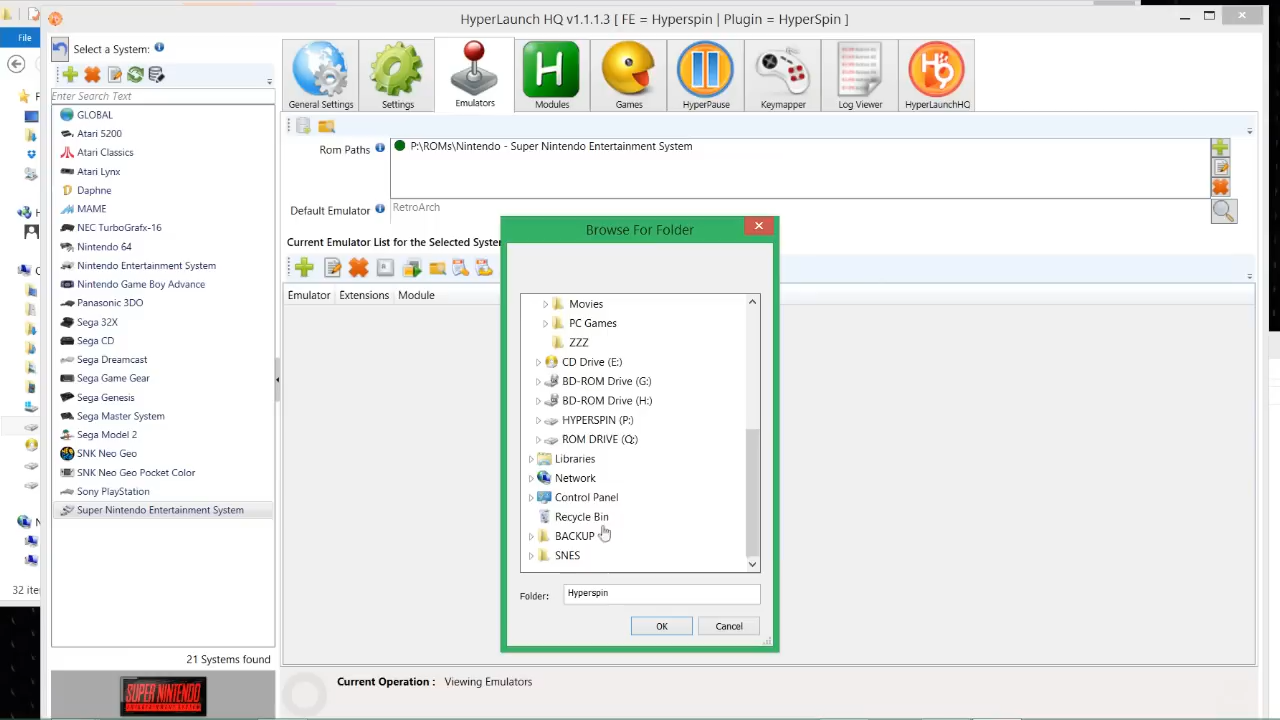 HyperLaunch HQ v1.1.1.3 [ FE = Hyperspin | Plugin = HyperSpin ]
File
Select a System:
Enter Search Text
GLOBAL
Atari 5200
Atari Classics
Atari Lynx
Daphne
MAME
NEC TurboGrafx-16
Nintendo 64
Nintendo Entertainment System
Nintendo Game Boy Advance
Panasonic 3DO
Sega 32X
Sega CD
Sega Dreamcast
Sega Game Gear
Sega Genesis
Sega Master System
Sega Model 2
SNK Neo Geo
SNK Neo Geo Pocket Color
Sony PlayStation
Super Nintendo Entertainment System
21 Systems found
SUPER NINTENDO
ENTERTAINMENT SYSTEM
General Settings
Settings
Emulators
Modules
Games
HyperPause
Keymapper
Log Viewer
HyperLaunchHQ
Rom Paths
P:\ROMs\Nintendo - Super Nintendo Entertainment System
Default Emulator
RetroArch
Current Emulator List for the Selected Syster
Emulator Extensions Module
Browse For Folder
Movies
PC Games
ZZZ
CD Drive (E:)
BD-ROM Drive (G:)
BD-ROM Drive (H:)
HYPERSPIN (P:)
ROM DRIVE (Q:)
Libraries
Network
Control Panel
Recycle Bin
BACKUP
SNES
Folder: Hyperspin
OK Cancel
Current Operation : Viewing Emulators
32 iter